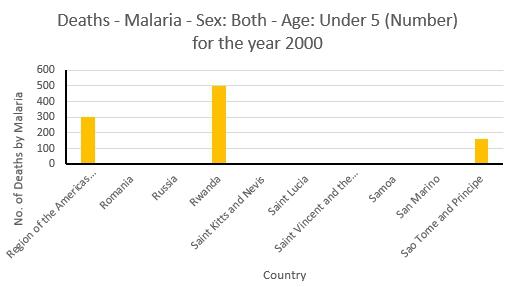 Deaths - Malaria - Sex: Both - Age: Under 5 (Number)
for the year 2000
600
500
400
300
200
100
0
No. of Deaths by Malaria
Region of the Americas...
Romania
Russia
Rwanda
Saint Kitts and Nevis
Saint Lucia
Saint Vincent and the...
Samoa
San Marino
Sao Tome and Principe
Country